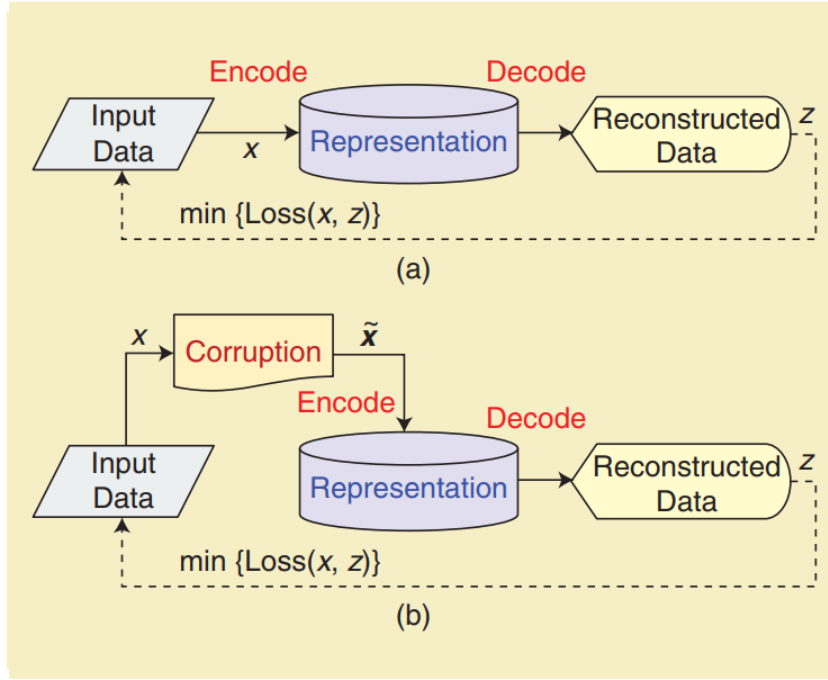 Encode
Decode
Input
Data
x
Representation
Reconstructed
Data
z
min {Loss(x, z)}
(a)
x
Corruption
x̃
Encode
Decode
Input
Data
Representation
Reconstructed
Data
z
min {Loss(x, z)}
(b)